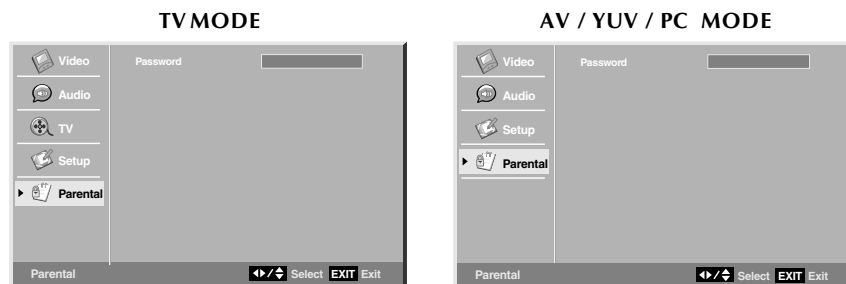 TV MODE
Video
Password
Audio
TV
Setup
Parental
Parental
Select EXIT Exit
AV / YUV / PC MODE
Video
Password
Audio
Setup
Parental
Parental
Select EXIT Exit